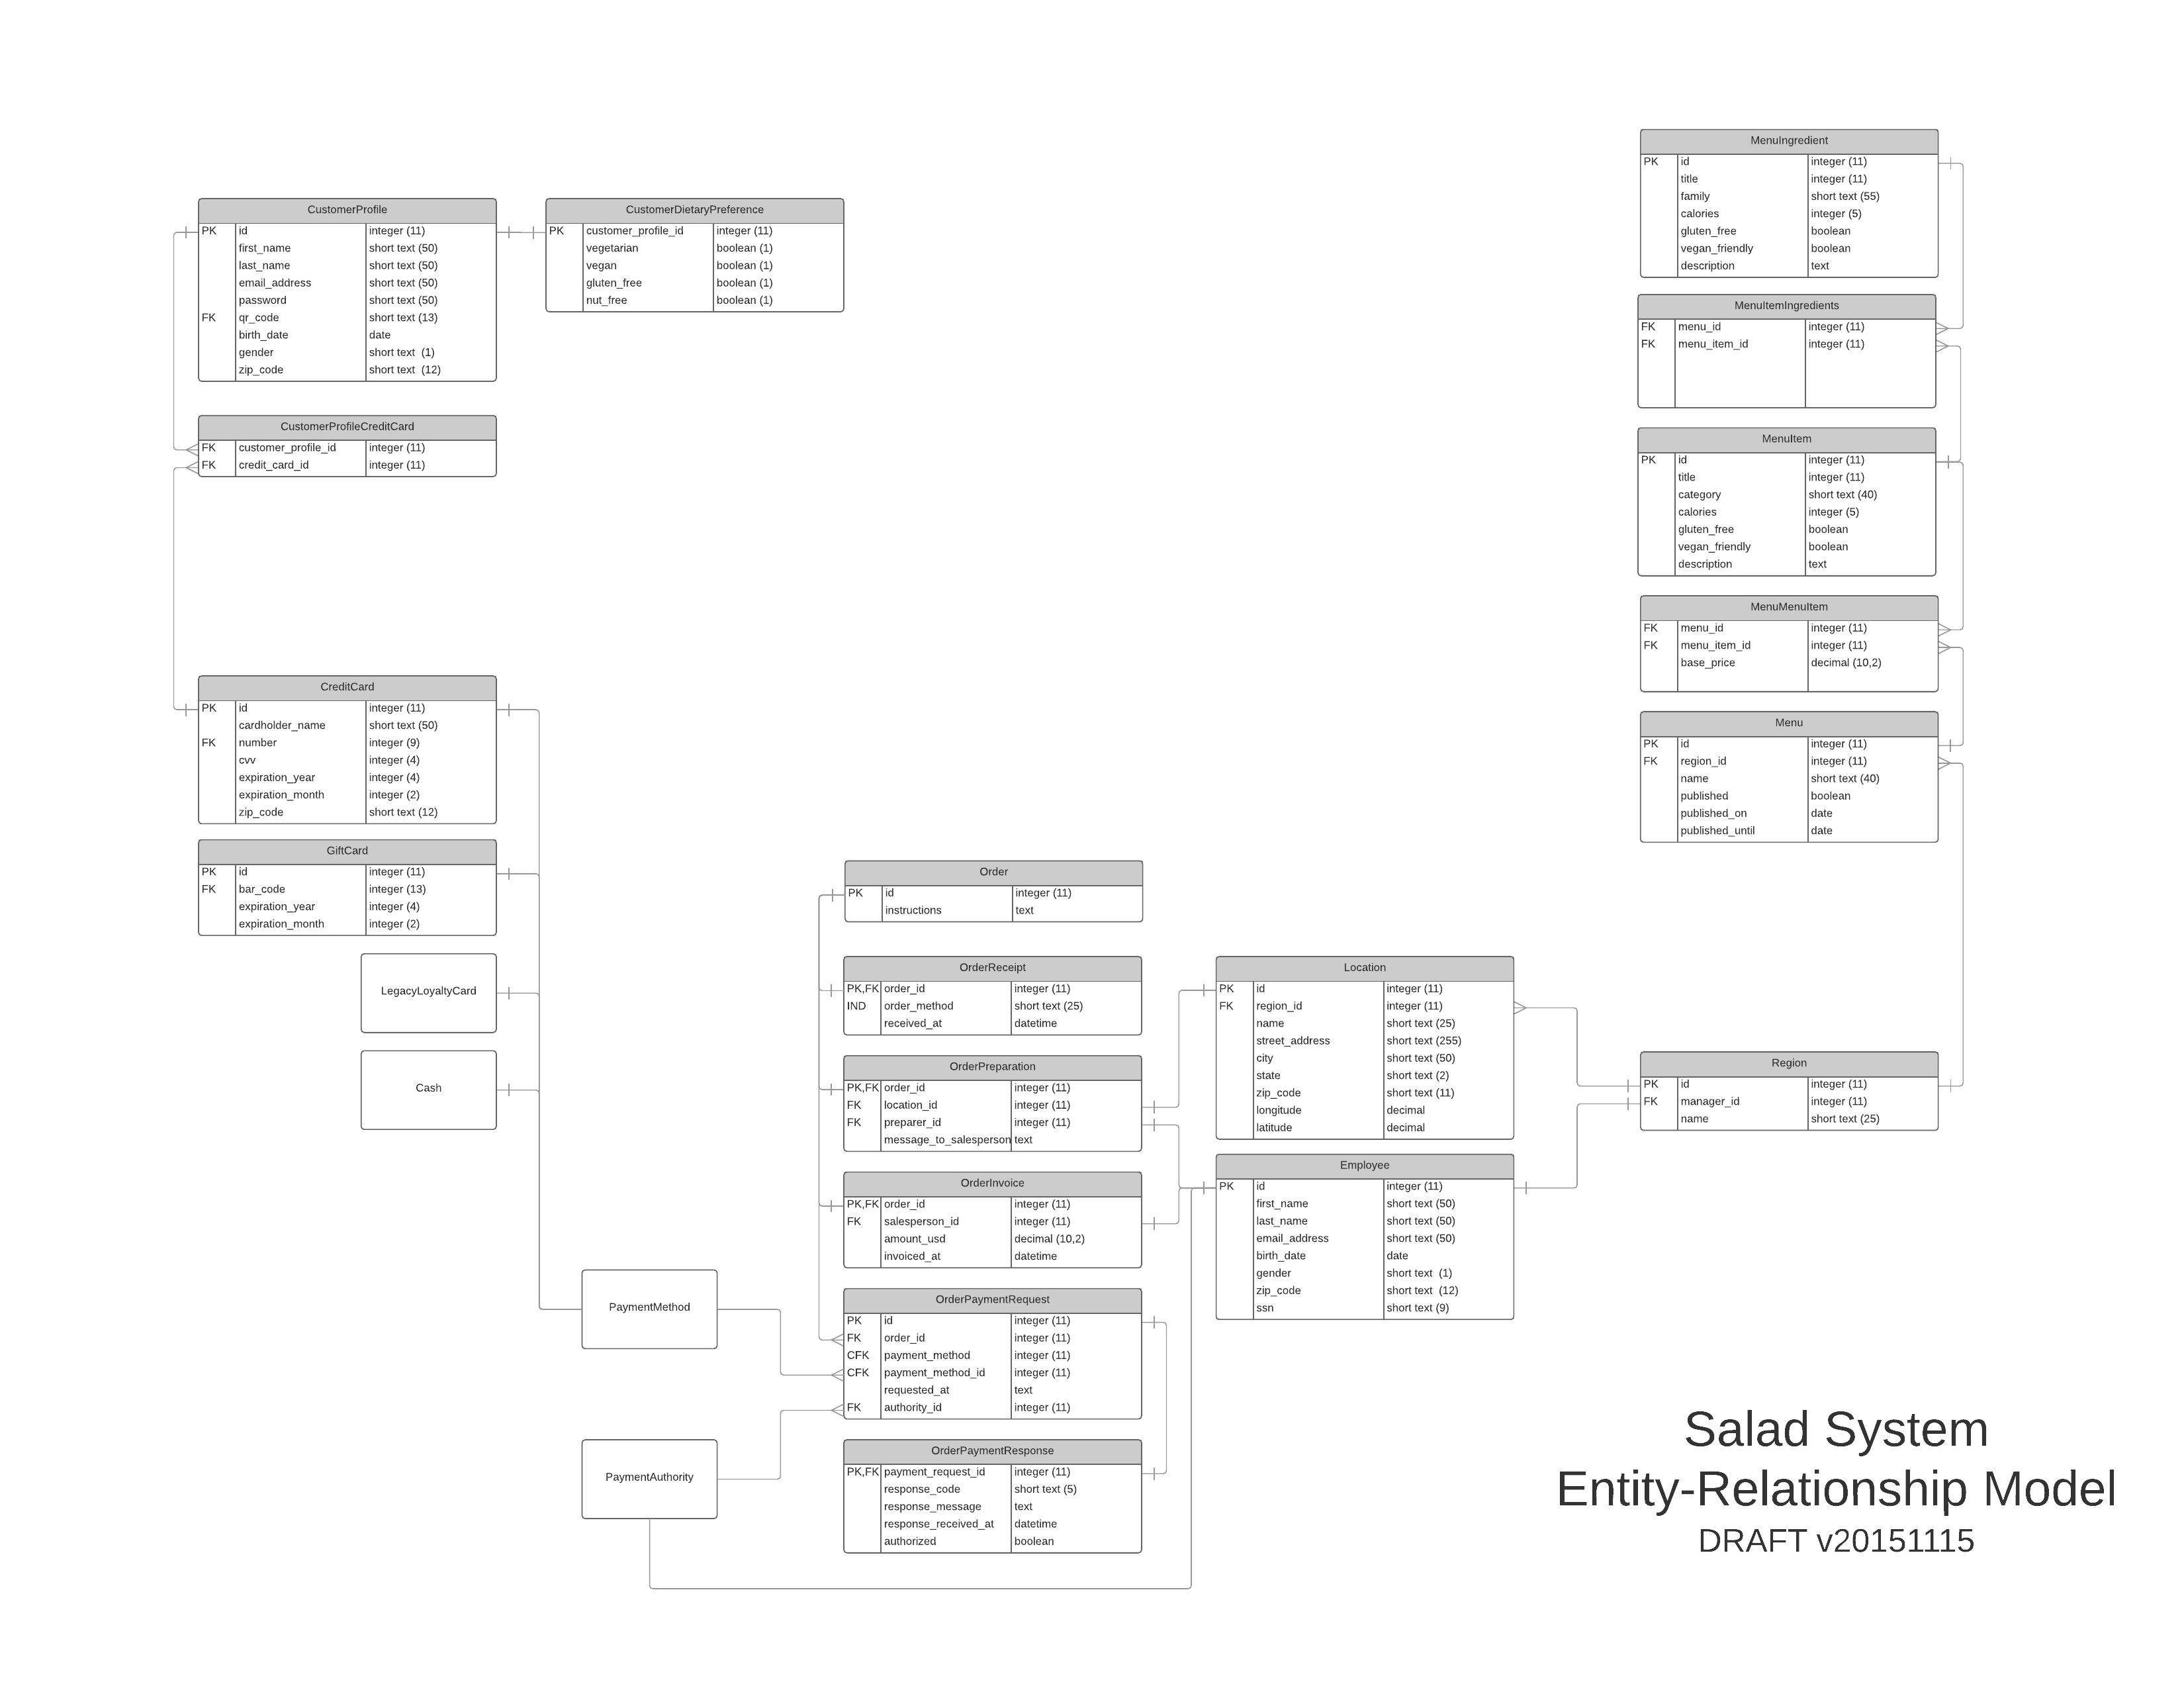 MenuIngredient
PK id integer (11)
title integer (11)
family short text (55)
calories integer (5)
gluten_free boolean
vegan_friendly boolean
description text
CustomerProfile
PK id integer (11)
first_name short text (50)
last_name short text (50)
email_address short text (50)
password short text (50)
FK qr_code short text (13)
birth_date date
gender short text (1)
zip_code short text (12)
CustomerDietaryPreference
PK customer_profile_id integer (11)
vegetarian boolean (1)
vegan boolean (1)
gluten_free boolean (1)
nut_free boolean (1)
MenuItemIngredients
FK menu_id integer (11)
FK menu_item_id integer (11)
CustomerProfileCreditCard
FK customer_profile_id integer (11)
FK credit_card_id integer (11)
MenuItem
PK id integer (11)
title integer (11)
category short text (40)
calories integer (5)
gluten_free boolean
vegan_friendly boolean
description text
MenuMenuItem
FK menu_id integer (11)
FK menu_item_id integer (11)
base_price decimal (10,2)
CreditCard
PK id integer (11)
cardholder_name short text (50)
FK number integer (9)
cvv integer (4)
expiration_year integer (4)
expiration_month integer (2)
zip_code short text (12)
Menu
PK id integer (11)
FK region_id integer (11)
name short text (40)
published boolean
published_on date
published_until date
GiftCard
PK id integer (11)
FK bar_code integer (13)
expiration_year integer (4)
expiration_month integer (2)
LegacyLoyaltyCard
Cash
Order
PK id integer (11)
instructions text
OrderReceipt
PK,FK order_id integer (11)
IND order_method short text (25)
received_at datetime
OrderPreparation
PK,FK order_id integer (11)
FK location_id integer (11)
FK preparer_id integer (11)
message_to_salesperson text
OrderInvoice
PK,FK order_id integer (11)
FK salesperson_id integer (11)
amount_usd decimal (10,2)
invoiced_at datetime
Location
PK id integer (11)
FK region_id integer (11)
name short text (25)
street_address short text (255)
city short text (50)
state short text (2)
zip_code short text (11)
longitude decimal
latitude decimal
Region
PK id integer (11)
FK manager_id integer (11)
name short text (25)
Employee
PK id integer (11)
first_name short text (50)
last_name short text (50)
email_address short text (50)
birth_date date
gender short text (1)
zip_code short text (12)
ssn short text (9)
PaymentMethod
OrderPaymentRequest
PK id integer (11)
FK order_id integer (11)
CFK payment_method integer (11)
CFK payment_method_id integer (11)
requested_at text
FK authority_id integer (11)
PaymentAuthority
OrderPaymentResponse
PK,FK payment_request_id integer (11)
response_code short text (5)
response_message text
response_received_at datetime
authorized boolean
Salad System
Entity-Relationship Model
DRAFT v20151115